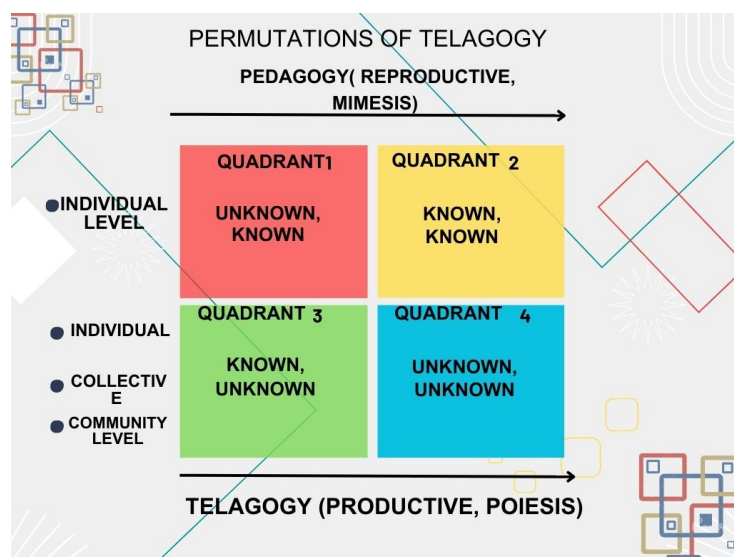 PERMUTATIONS OF TELAGOGY
PEDAGOGY( REPRODUCTIVE,
MIMESIS)
QUADRANT1
QUADRANT 2
INDIVIDUAL
LEVEL
UNKNOWN,
KNOWN
KNOWN,
KNOWN
QUADRANT 3
QUADRANT 4
INDIVIDUAL
COLLECTIV
E
COMMUNITY
LEVEL
KNOWN,
UNKNOWN
UNKNOWN,
UNKNOWN
TELAGOGY (PRODUCTIVE, POIESIS)